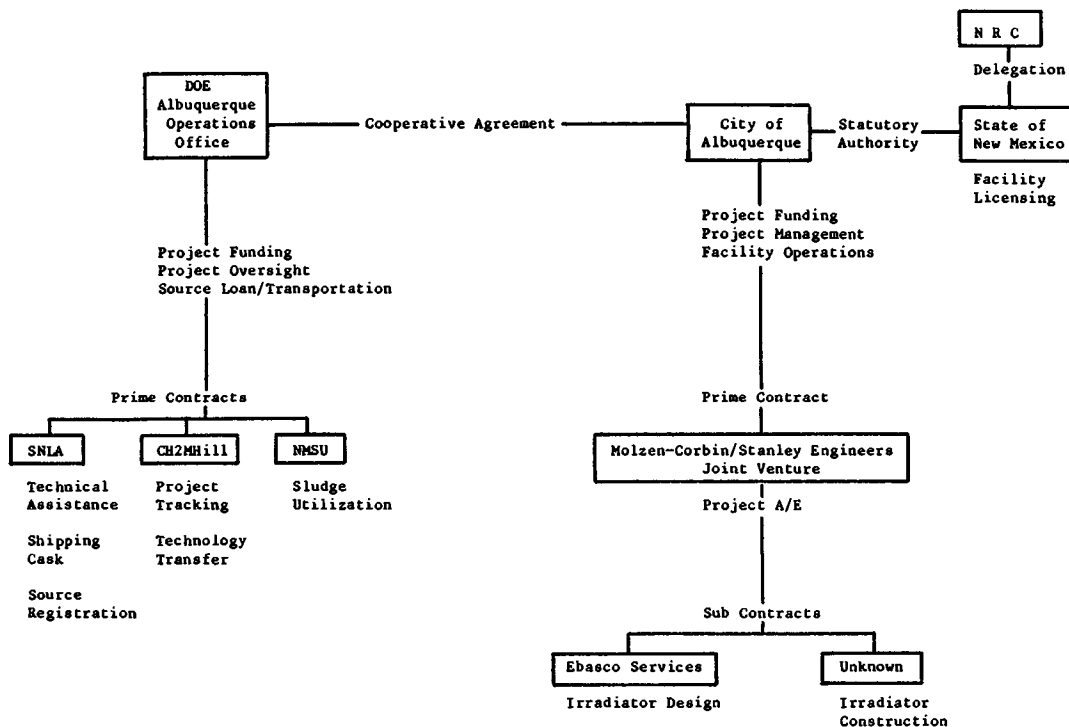 N R C
Delegation
DOE
Albuquerque
Operations
Office
Cooperative Agreement
City of
Albuquerque
Statutory
Authority
State of
New Mexico
Facility
Licensing
Project Funding
Project Management
Facility Operations
Project Funding
Project Oversight
Source Loan/Transportation
Prime Contracts
SNLA
CH2MHill
NMSU
Technical
Assistance
Shipping
Cask
Source
Registration
Project
Tracking
Technology
Transfer
Sludge
Utilization
Prime Contract
Molzen-Corbin/Stanley Engineers
Joint Venture
Project A/E
Sub Contracts
Ebasco Services
Unknown
Irradiator Design
Irradiator
Construction